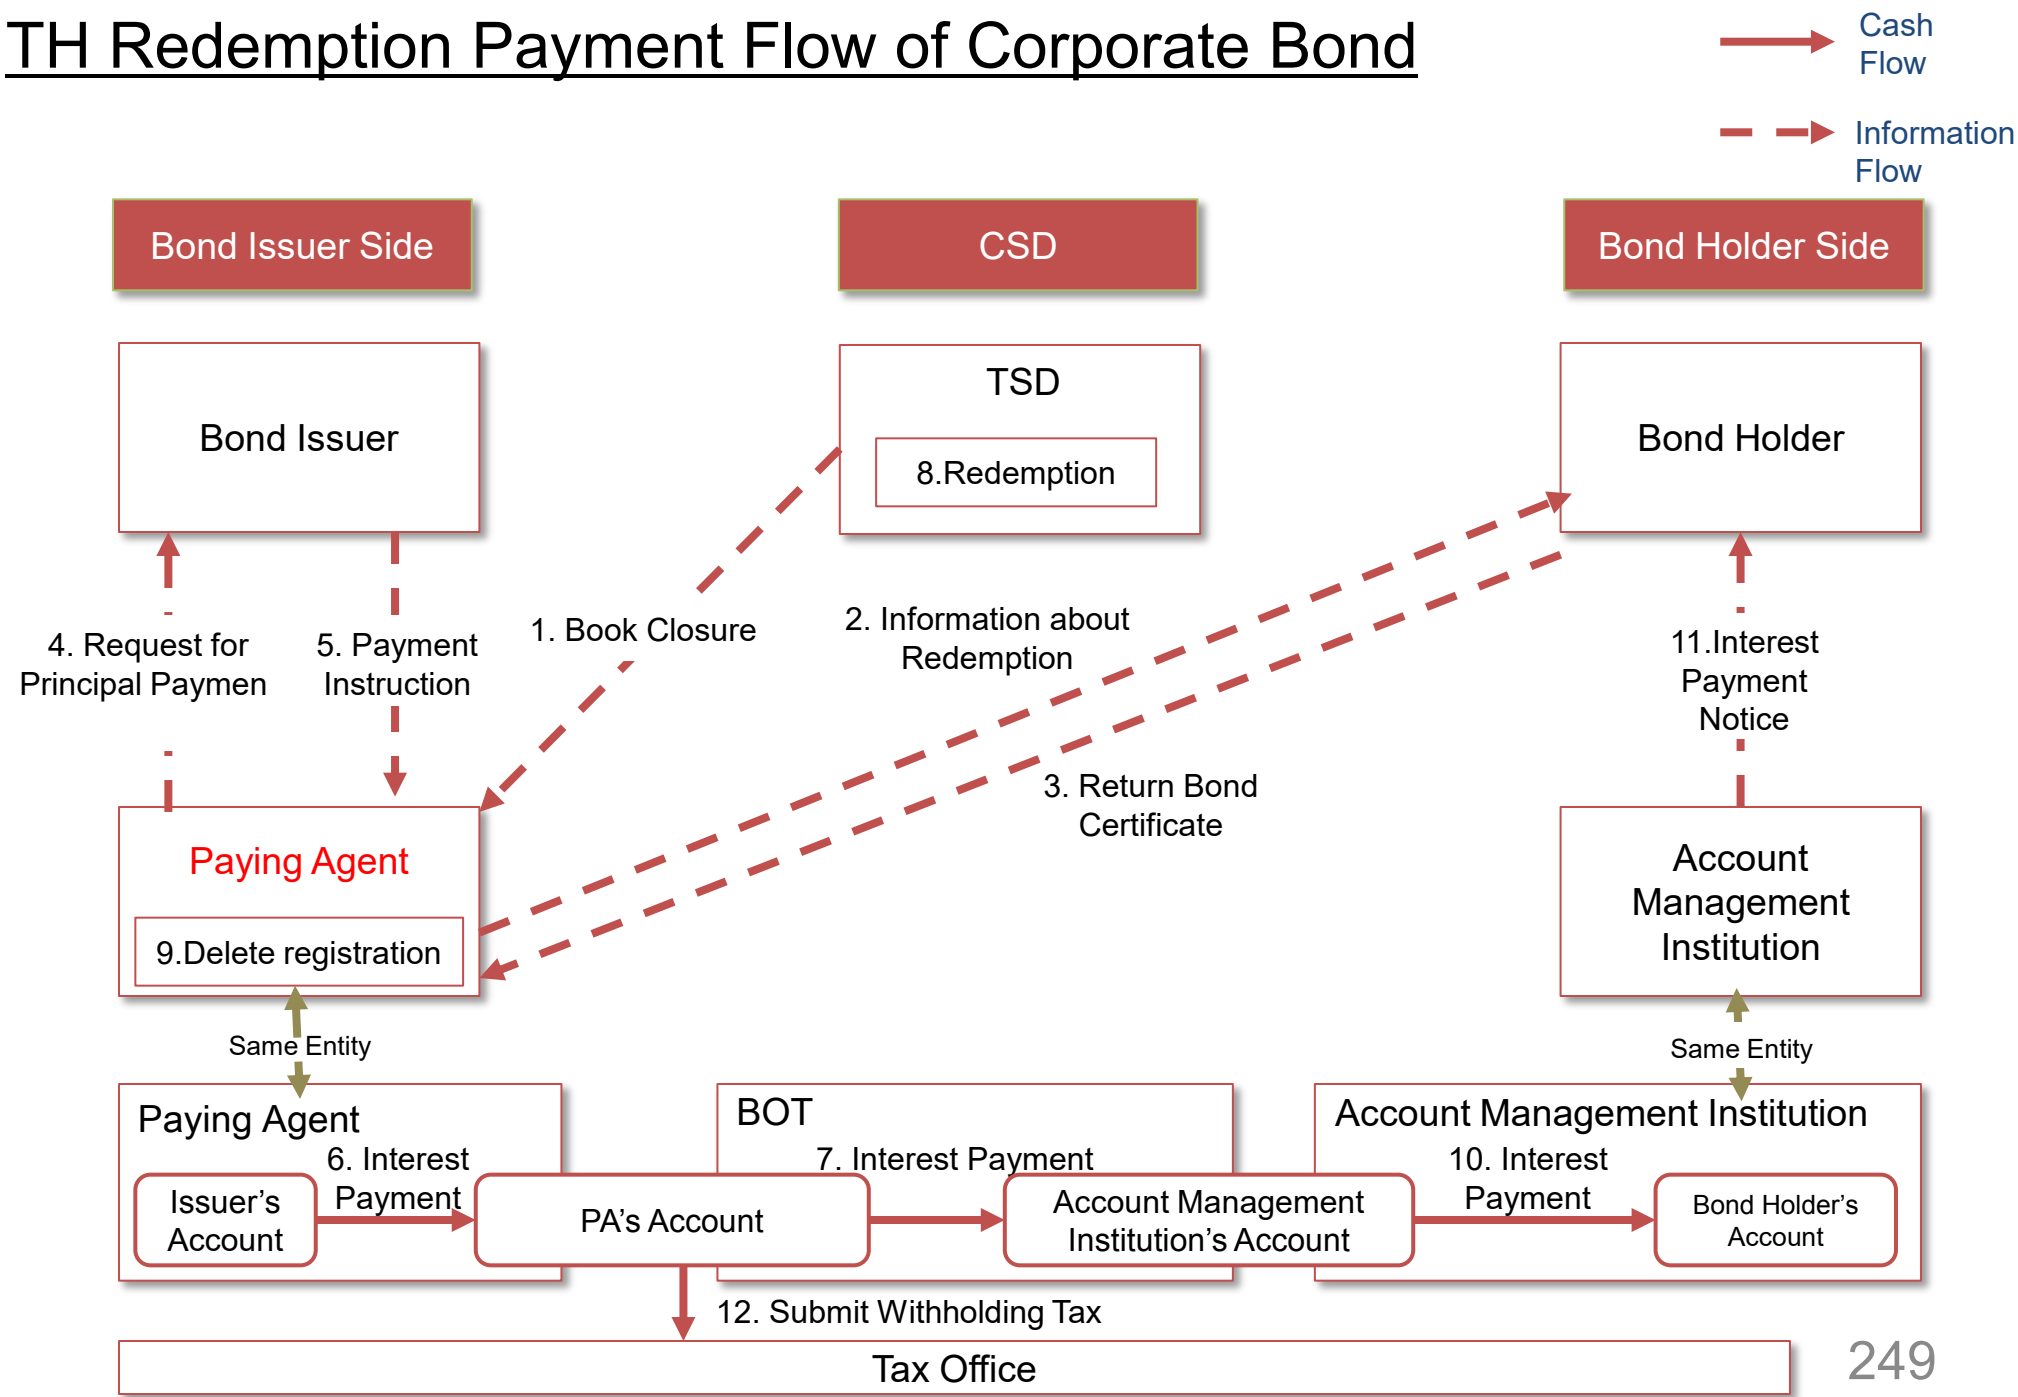 TH Redemption Payment Flow of Corporate Bond
Cash
Flow
Information
Flow
Bond Issuer Side
CSD
Bond Holder Side
Bond Issuer
TSD
8.Redemption
Bond Holder
4. Request for
Principal Paymen
5. Payment
Instruction
1. Book Closure
2. Information about
Redemption
11.Interest
Payment
Notice
3. Return Bond
Certificate
Paying Agent
9.Delete registration
Account
Management
Institution
Same Entity
Same Entity
Paying Agent
6. Interest
Payment
Issuer's
Account
PA's Account
BOT
7. Interest Payment
Account Management
Institution's Account
Account Management Institution
10. Interest
Payment
Bond Holder's
Account
12. Submit Withholding Tax
Tax Office
249